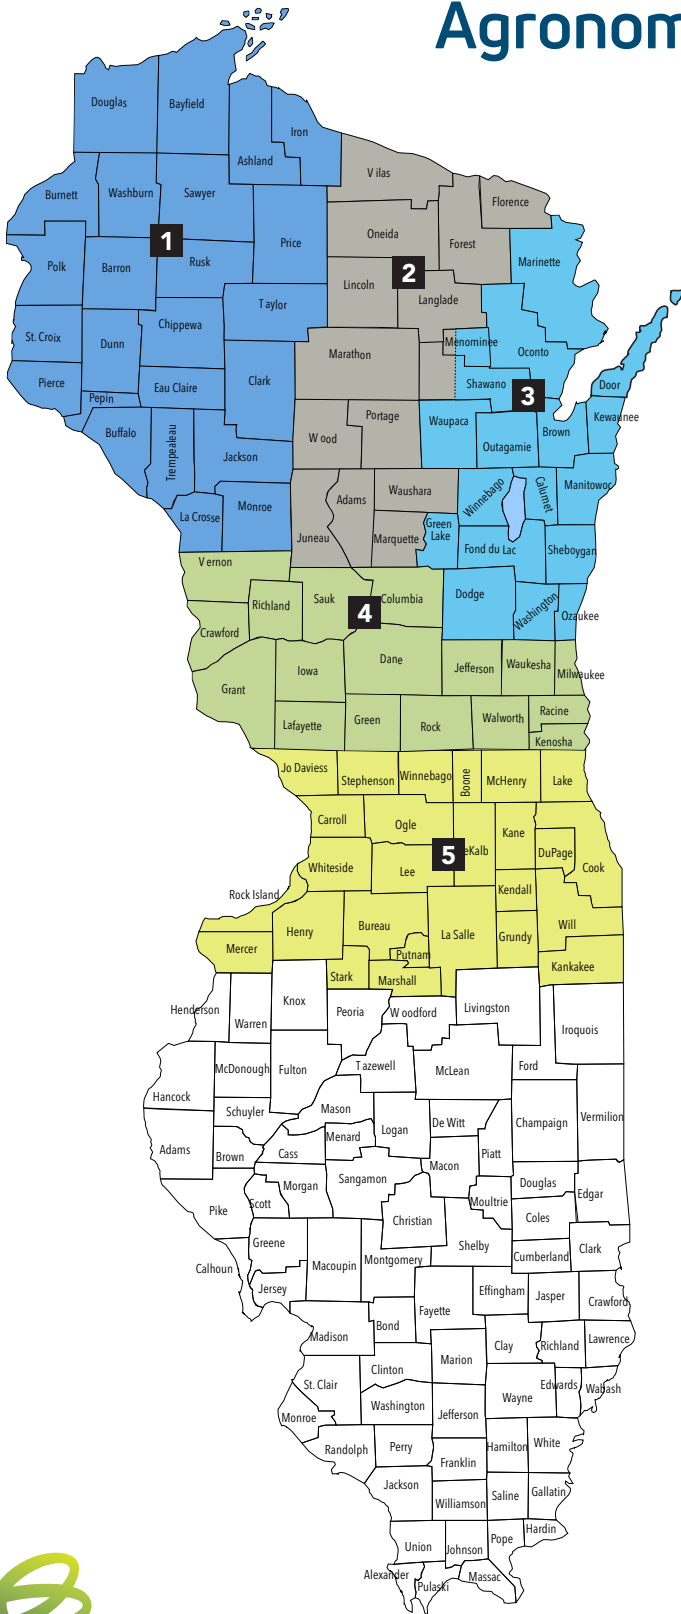 Agronom
Douglas
Bayfield
Iron
Ashland
Vilas
Burnett
Washburn
Sawyer
Florence
1
Price
Oneida
Forest
Polk
Barron
Rusk
2
Marinette
Lincoln
Langlade
Taylor
St. Croix
Dunn
Chippewa
Marathon
Menominee
Oconto
Pierce
Eau Claire
Clark
Shawano
3
Door
Pepin
Buffalo
Trempealeau
Jackson
Wood
Portage
Waupaca
Outagamie
Brown
Kewaunee
La Crosse
Monroe
Juneau
Adams
Waushara
Marquette
Green
Lake
Winnebago
Calumet
Manitowoc
Fond du Lac
Sheboygan
Vernon
Richland
Sauk
4
Columbia
Dodge
Washington
Ozaukee
Crawford
Grant
Iowa
Dane
Jefferson
Waukesha
Milwaukee
Lafayette
Green
Rock
Walworth
Racine
Kenosha
Jo Daviess
Stephenson
Winnebago
Boone
McHenry
Lake
Carroll
Ogle
5
eKalb
Kane
DuPage
Cook
Whiteside
Lee
Kendall
Rock Island
Henry
Bureau
La Salle
Grundy
Will
Mercer
Putnam
Stark
Marshall
Kankakee
Henderson
Warren
Knox
Peoria
Woodford
Livingston
Iroquois
Hancock
McDonough
Fulton
Tazewell
McLean
Ford
Schuyler
Mason
Logan
De Witt
Champaign
Vermilion
Adams
Brown
Cass
Menard
Macon
Piatt
Pike
Scott
Morgan
Sangamon
Christian
Moultrie
Douglas
Coles
Edgar
Greene
Calhoun
Jersey
Macoupin
Montgomery
Shelby
Cumberland
Clark
Madison
Bond
Fayette
Effingham
Jasper
Crawford
St. Clair
Clinton
Marion
Clay
Richland
Lawrence
Monroe
Washington
Jefferson
Wayne
Edwards
Wabash
Randolph
Perry
Franklin
Hamilton
White
Jackson
Williamson
Saline
Gallatin
Union
Johnson
Pope
Hardin
Alexander
Pulaski
Massac